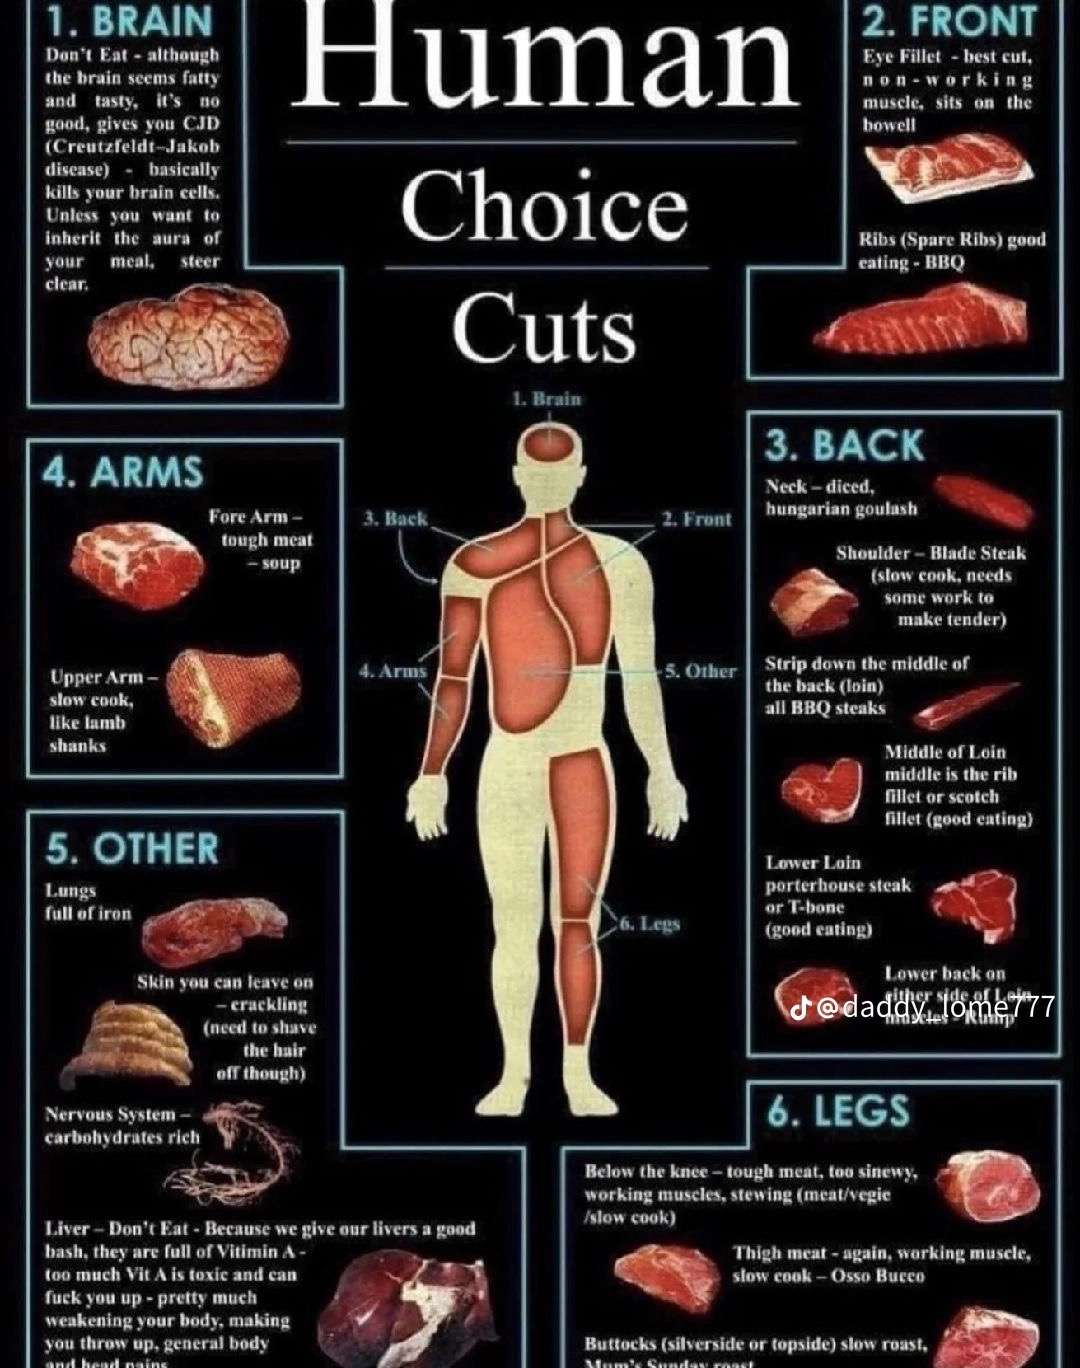 Human
Choice
Cuts
1. BRAIN
Don't Eat - although
the brain seems fatty
and tasty, it's no
good, gives you CJD
(Creutzfeldt-Jakob
disease) - basically
kills your brain cells.
Unless you want to
inherit the aura of
your meal, steer
clear.
2. FRONT
Eye Fillet - best cut,
non-working
muscle, sits on the
bowell
Ribs (Spare Ribs) good
eating - BBQ
1. Brain
3. Back
2. Front
4. Arms
5. Other
6. Legs
3. BACK
Neck – diced,
hungarian goulash
Shoulder – Blade Steak
(slow cook, needs
some work to
make tender)
Strip down the middle of
the back (loin)
all BBQ steaks
Middle of Loin
middle is the rib
fillet or scotch
fillet (good eating)
Lower Loin
porterhouse steak
or T-bone
(good eating)
Lower back on
either side of Loin
muscles - Rump
@daddy_lome777
4. ARMS
Fore Arm –
tough meat
– soup
Upper Arm –
slow cook,
like lamb
shanks
5. OTHER
Lungs
full of iron
Skin you can leave on
– crackling
(need to shave
the hair
off though)
Nervous System –
carbohydrates rich
Liver – Don't Eat - Because we give our livers a good
bash, they are full of Vitimin A -
too much Vit A is toxic and can
fuck you up - pretty much
weakening your body, making
you throw up, general body
and head pains
6. LEGS
Below the knee – tough meat, too sinewy,
working muscles, stewing (meat/vegie
/slow cook)
Thigh meat - again, working muscle,
slow cook – Osso Bucco
Buttocks (silverside or topside) slow roast,
Mum's Sunday roast